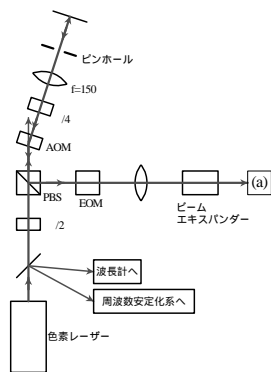 ピンホール
f=150
/4
AOM
PBS
EOM
(a)
ビーム
エキスパンダー
/2
波長計へ
周波数安定化系へ
色素レーザー